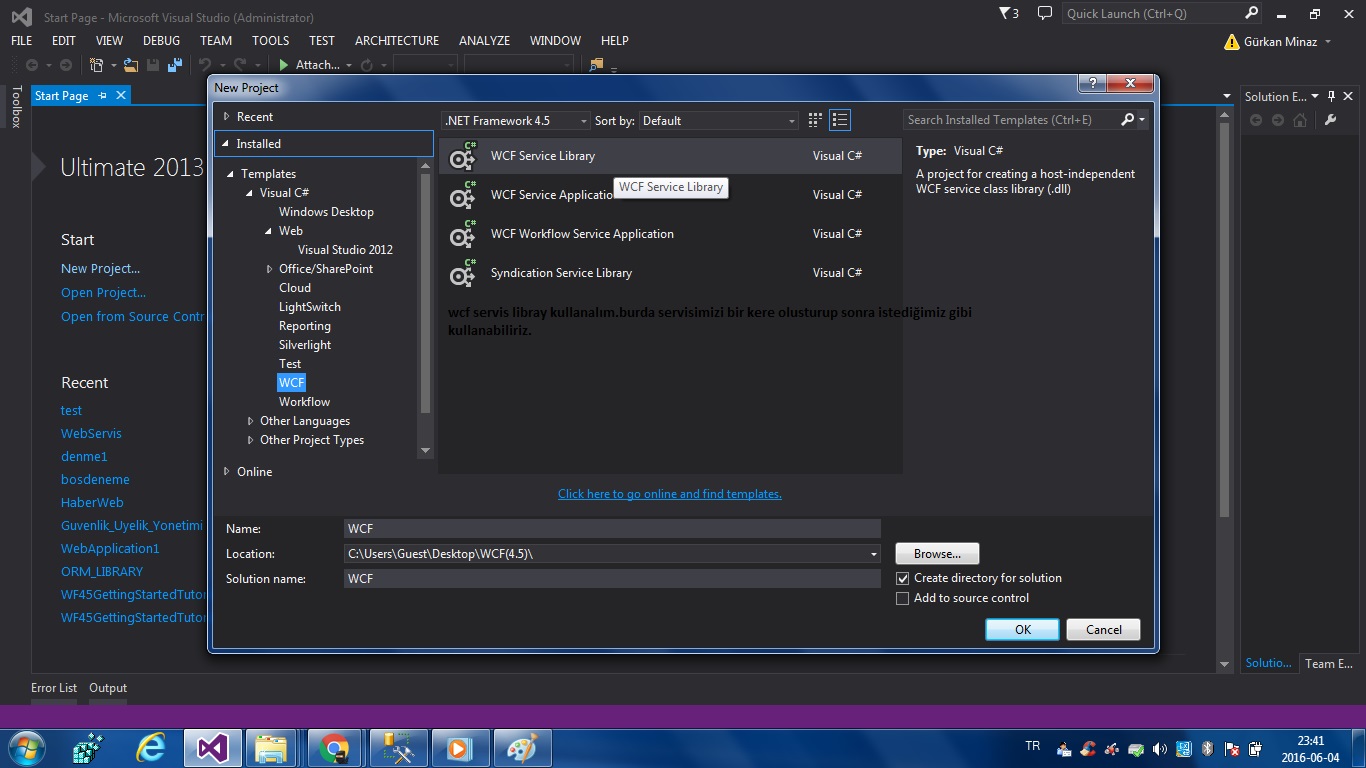 Start Page - Microsoft Visual Studio (Administrator)
3
Quick Launch (Ctrl+Q)
FILE EDIT VIEW DEBUG TEAM TOOLS TEST ARCHITECTURE ANALYZE WINDOW HELP
Gürkan Minaz
Attach...
Toolbox
Start Page
Ultimate 2013
Start
New Project...
Open Project...
Open from Source Contr
Recent
test
WebServis
denme1
bosdeneme
HaberWeb
Guvenlik_Uyelik_Yonetimi
WebApplication1
ORM_LIBRARY
WF45GettingStartedTutor
WF45GettingStartedTutor
New Project
?
Recent
Installed
Templates
Visual C#
Windows Desktop
Web
Visual Studio 2012
Office/SharePoint
Cloud
LightSwitch
Reporting
Silverlight
Test
WCF
Workflow
Other Languages
Other Project Types
Online
.NET Framework 4.5 Sort by: Default
C# WCF Service Library Visual C#
WCF Service Library
C# WCF Service Applicatio Visual C#
C# WCF Workflow Service Application Visual C#
C# Syndication Service Library Visual C#
wcf servis libray kullanalım.burda servisimizi bir kere olusturup sonra istediğimiz gibi
kullanabiliriz.
Click here to go online and find templates.
Search Installed Templates (Ctrl+E)
Type: Visual C#
A project for creating a host-independent
WCF service class library (.dll)
Name: WCF
Location: C:\Users\Guest\Desktop\WCF(4.5)\ Browse...
Solution name: WCF
Create directory for solution
Add to source control
OK Cancel
Solution E...
Solutio... Team E...
Error List Output
TR
23:41
2016-06-04